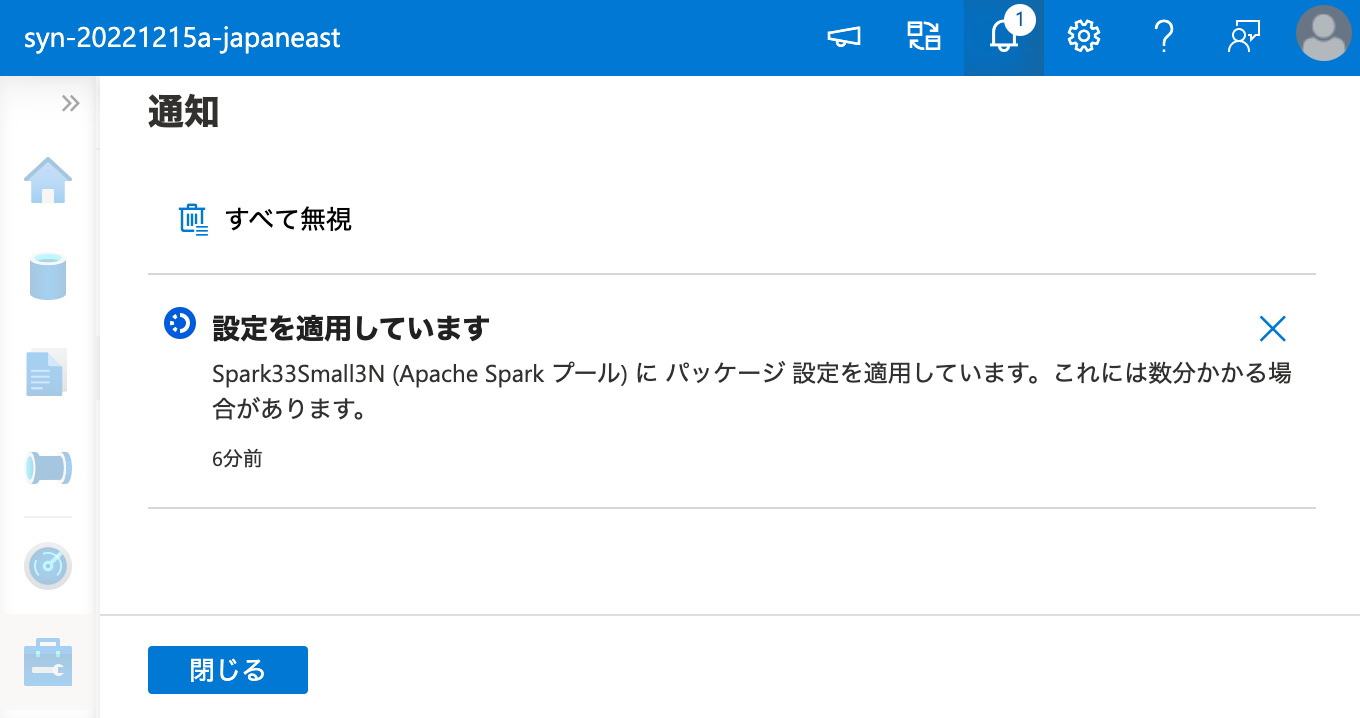 syn-20221215a-japaneast
1
通知
すべて無視
設定を適用しています
Spark33Small3N (Apache Spark プール) に パッケージ 設定を適用しています。これには数分かかる場
合があります。
6分前
閉じる